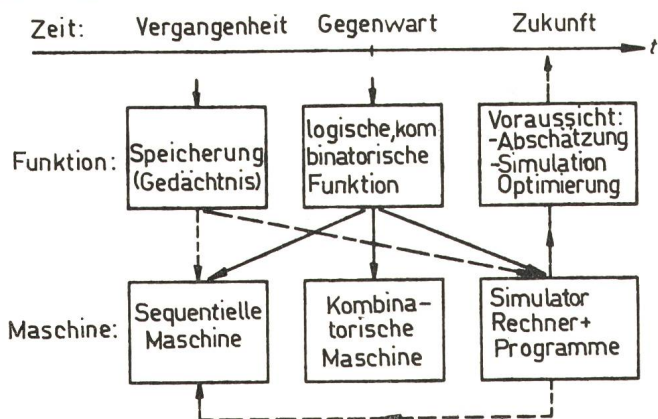 Zeit: Vergangenheit Gegenwart Zukunft
t
Funktion:
Speicherung
(Gedächtnis)
logische,kom
binatorische
Funktion
Voraussicht:
-Abschätzung
-Simulation
Optimierung
Maschine:
Sequentielle
Maschine
Kombina-
torische
Maschine
Simulator
Rechner+
Programme